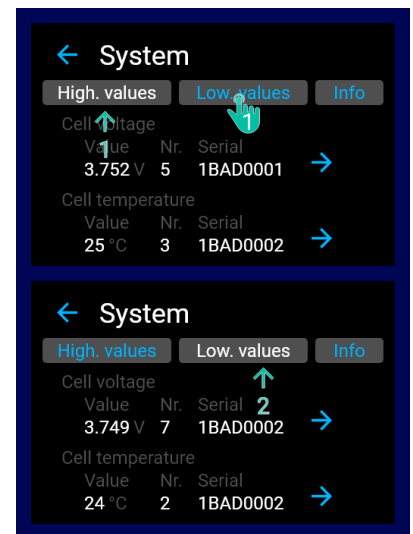 System
High. values Low. values Info
1
Cell voltage
1
Value Nr. Serial
3.752 V 5 1BAD0001
Cell temperature
Value Nr. Serial
25 °C 3 1BAD0002
System
High. values Low. values Info
Cell voltage
2
Value Nr. Serial
3.749 V 7 1BAD0002
Cell temperature
Value Nr. Serial
24 °C 2 1BAD0002